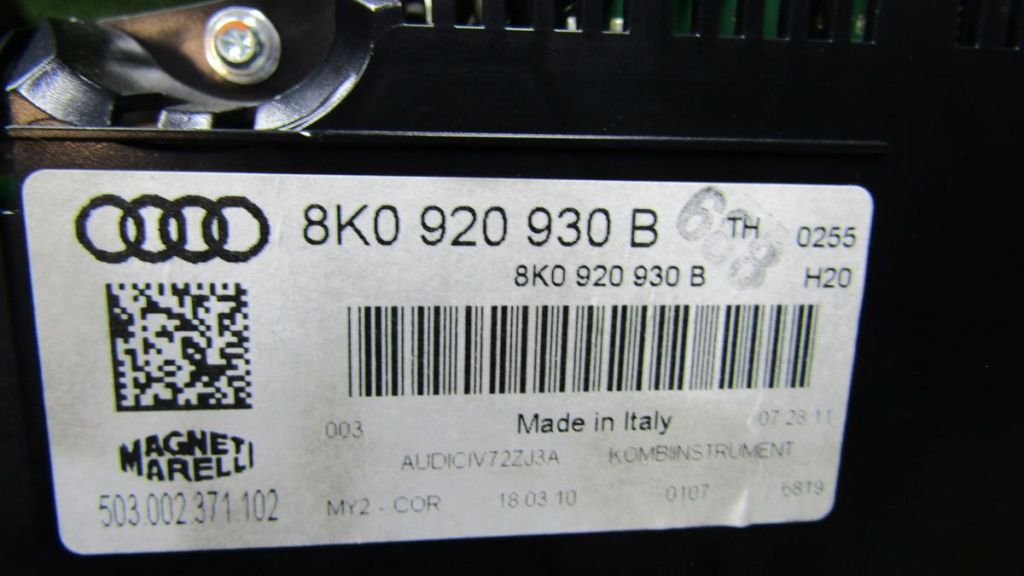 8K0 920 930 B TH 0255
8K0 920 930 B H20
003 Made in Italy 07 28 11
MAGNETI
MARELLI
AUDICIV72ZJ3A KOMBIINSTRUMENT
503.002.371.102
MY2 - COR 18.03.10 0107 6819